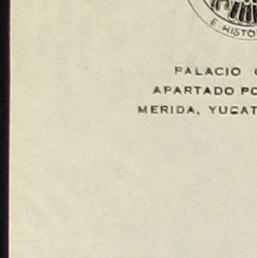 E HISTO
PALACIO
APARTADO PO
MERIDA, YUCAT